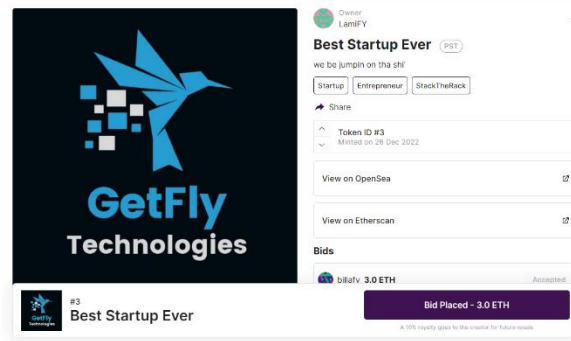 GetFly
Technologies
Owner
LamIFY
Best Startup Ever PST
we be jumpin on tha shi'
Startup Entrepreneur StackTheRack
Share
Token ID #3
Minted on 26 Dec 2022
View on OpenSea
View on Etherscan
Bids
billafy 3.0 ETH Accepted
GetFly
Technologies
#3
Best Startup Ever
Bid Placed - 3.0 ETH
A 10% royalty goes to the creator for future resale